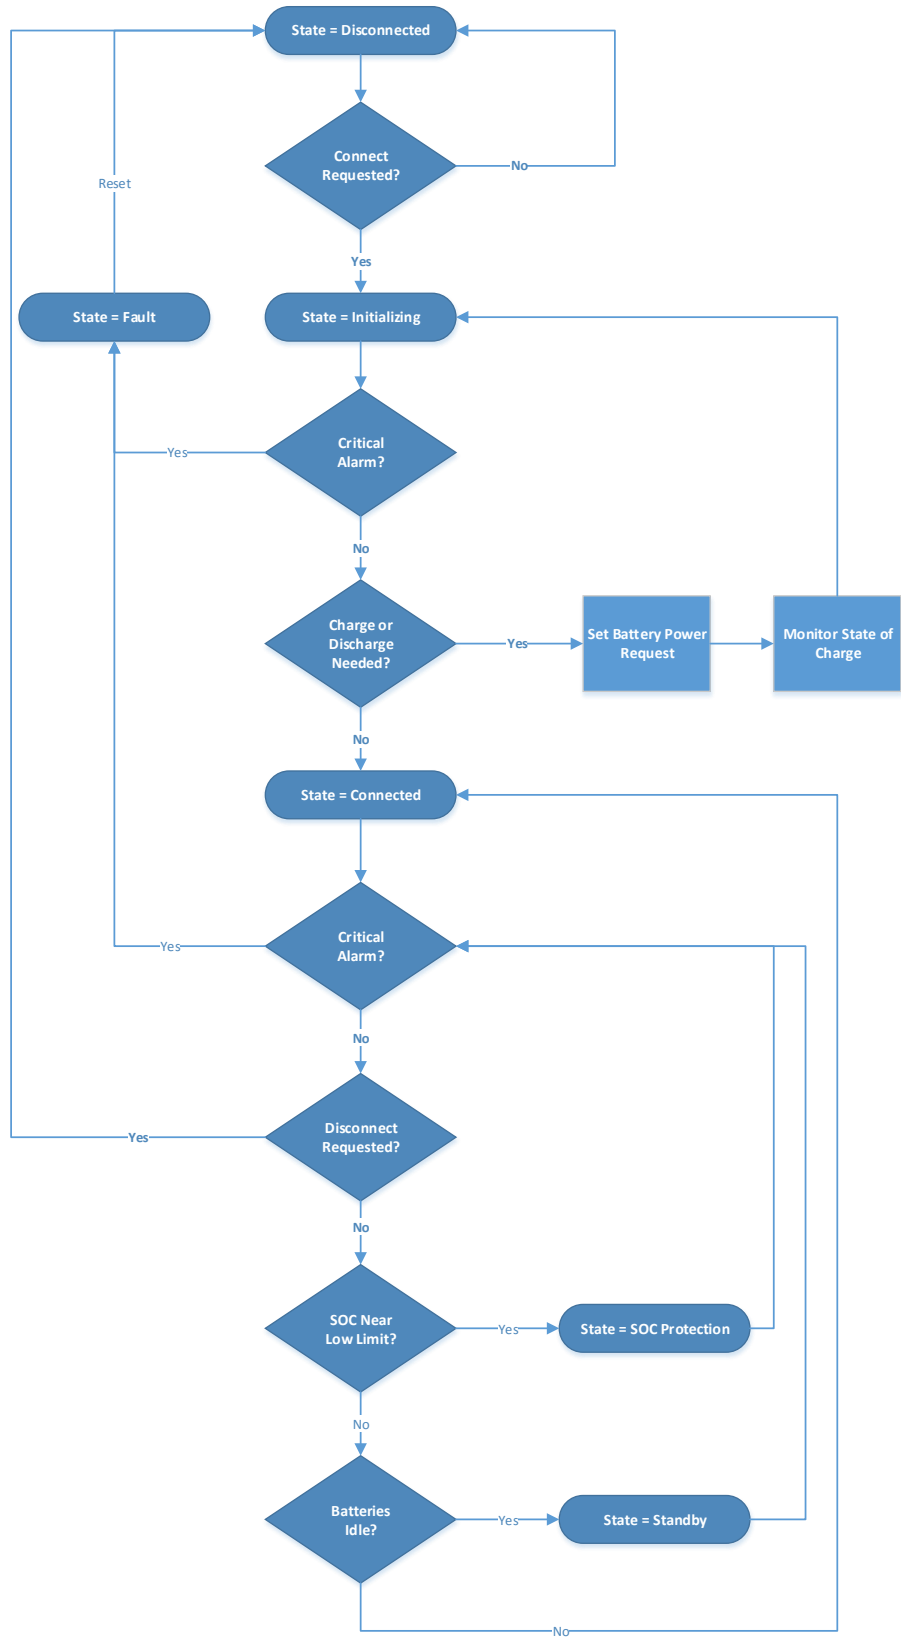 State = Disconnected
Connect
Requested?
No
Reset
Yes
State = Fault
State = Initializing
Critical
Alarm?
Yes
No
Charge or
Discharge
Needed?
Yes
Set Battery Power
Request
Monitor State of
Charge
No
State = Connected
Critical
Alarm?
Yes
No
Disconnect
Requested?
Yes
No
SOC Near
Low Limit?
Yes
State = SOC Protection
No
Batteries
Idle?
Yes
State = Standby
No